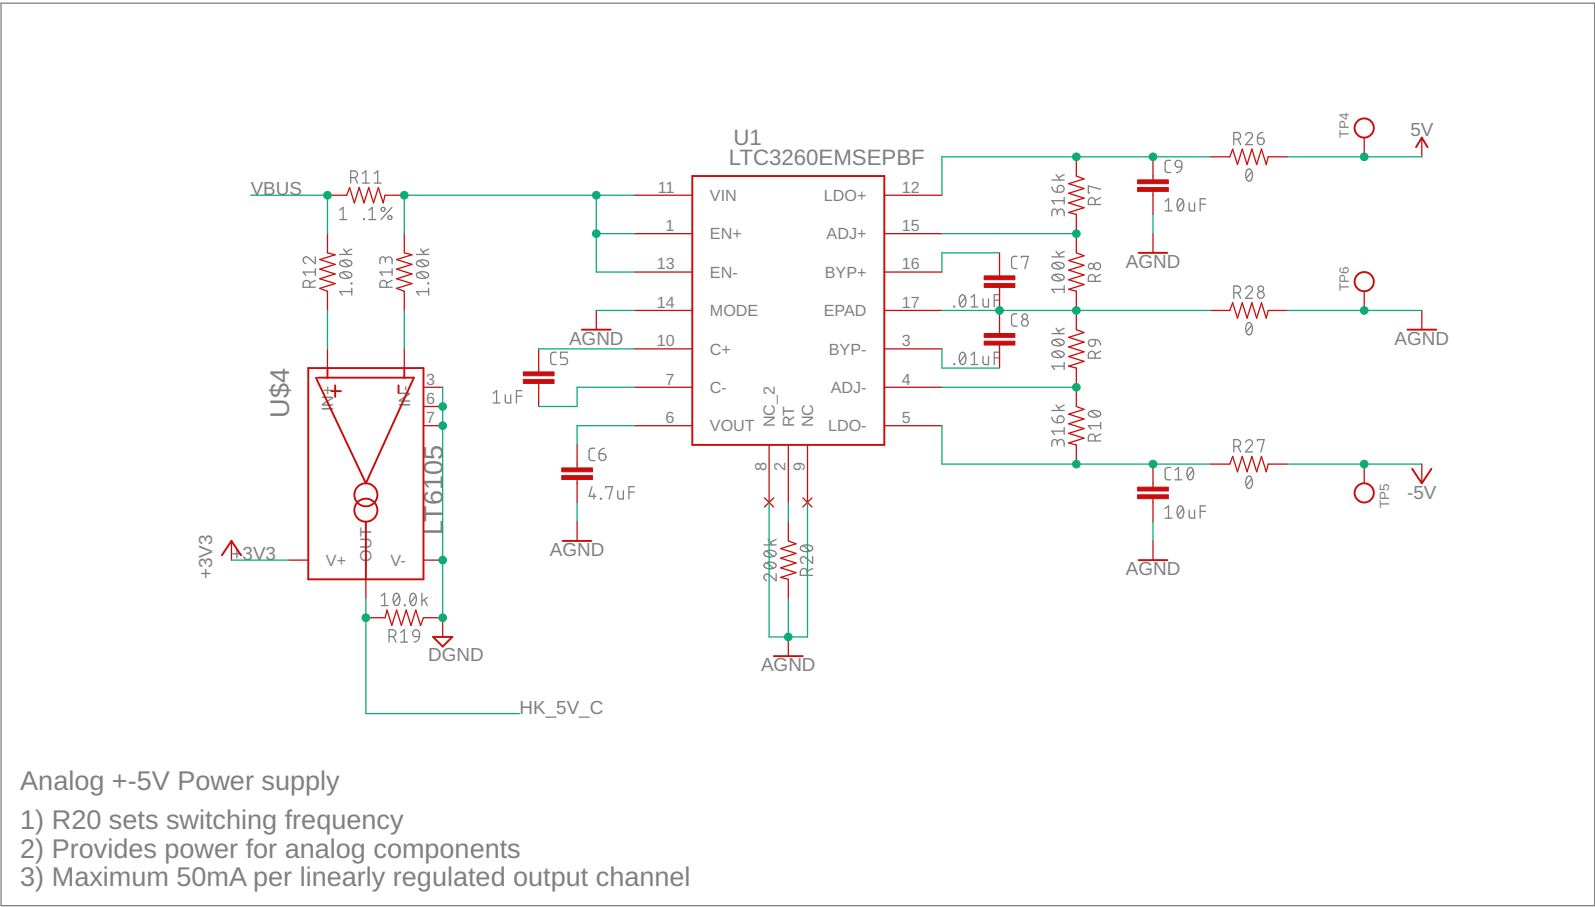 U1
LTC3260EMSEPBF
VBUS
R11
1 .1%
R12
1.00k
R13
1.00k
U$4
LT6105
IN+
IN-
+
-
3
6
7
V+
OUT
V-
+3V3
+3V3
10.0k
R19
DGND
HK_5V_C
11
1
13
14
10
7
6
VIN
EN+
EN-
MODE
C+
C-
VOUT
AGND
C5
1uF
C6
4.7uF
AGND
NC_2
RT
NC
8
2
9
200k
R20
AGND
LDO+
ADJ+
BYP+
EPAD
BYP-
ADJ-
LDO-
12
15
16
17
3
4
5
C7
.01uF
C8
.01uF
316k
R7
100k
R8
100k
R9
316k
R10
C9
10uF
AGND
C10
10uF
AGND
R26
0
TP4
5V
R28
0
TP6
AGND
R27
0
TP5
-5V
Analog +-5V Power supply
1) R20 sets switching frequency
2) Provides power for analog components
3) Maximum 50mA per linearly regulated output channel